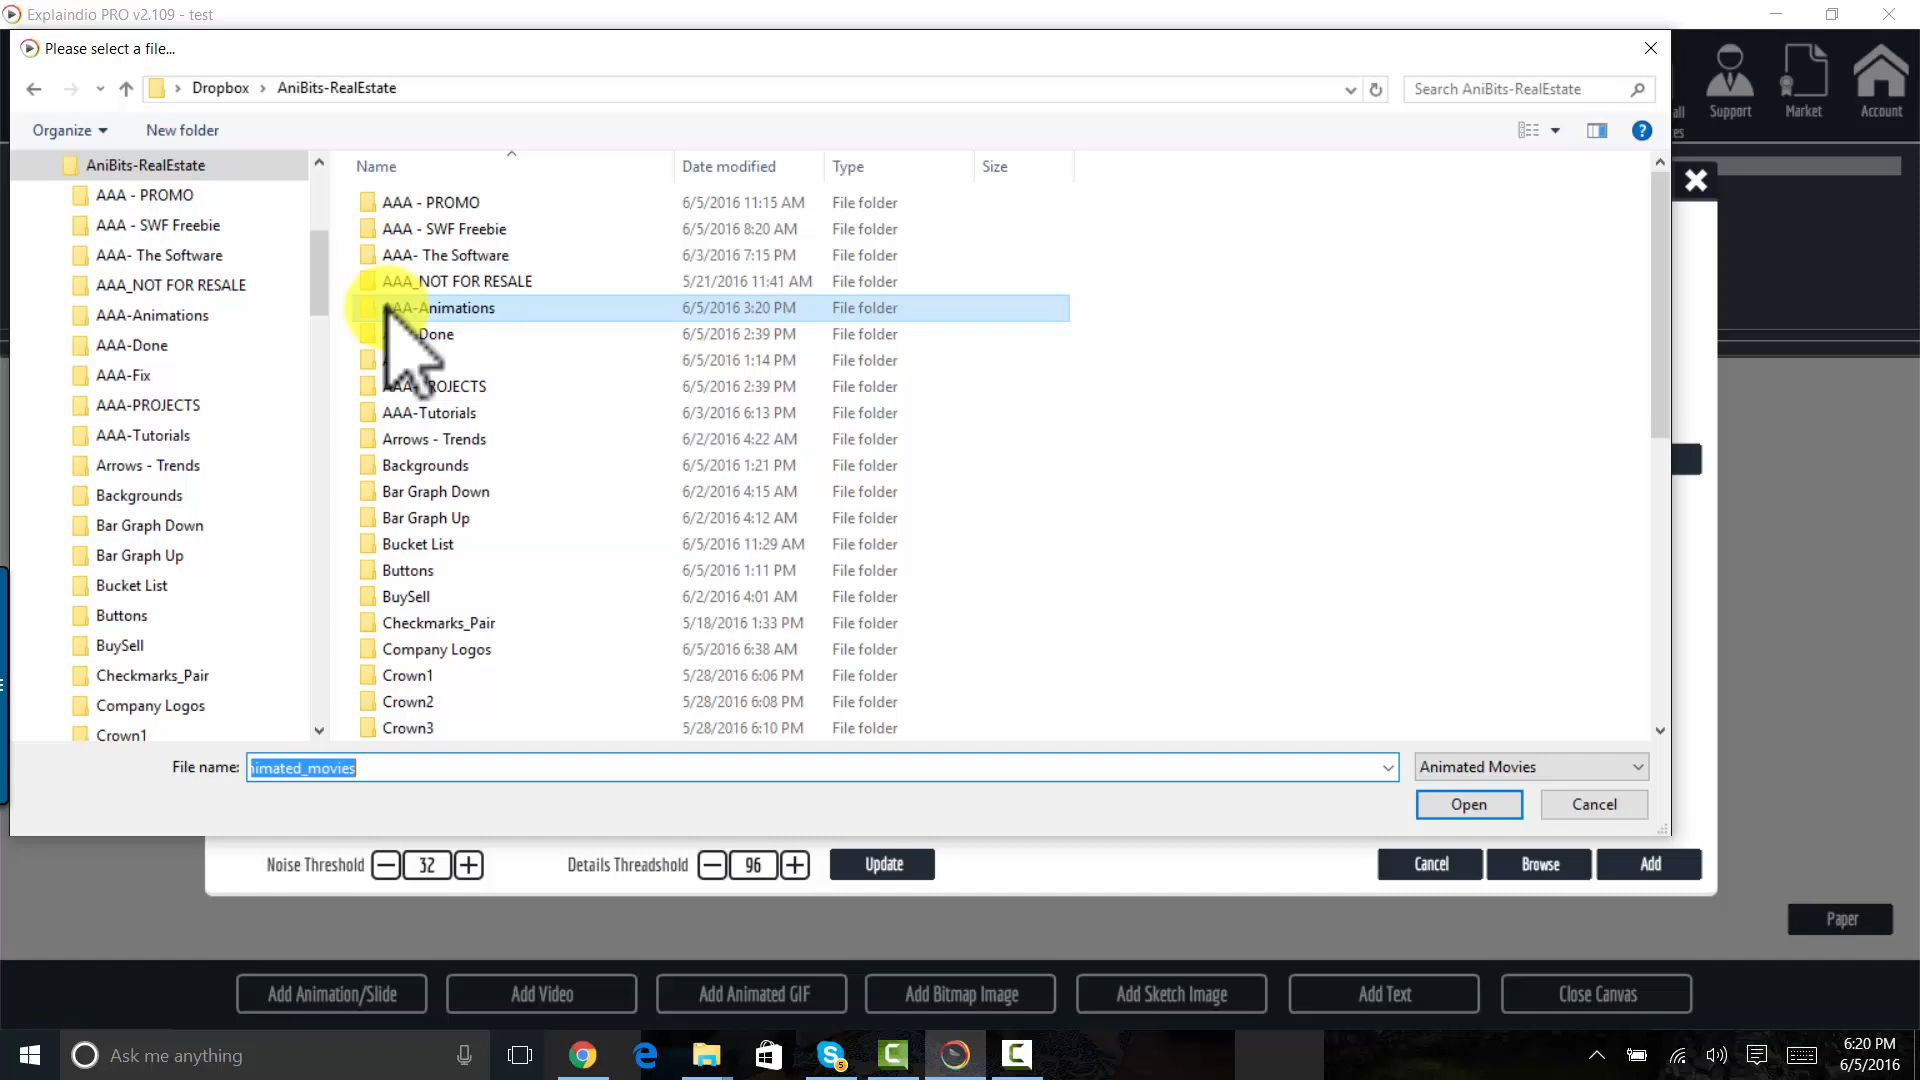 Explaindio PRO v2.109 - test
Please select a file...
Dropbox > AniBits-RealEstate
Search AniBits-RealEstate
Support
Market
Account
Organize
New folder
AniBits-RealEstate
AAA - PROMO
AAA - SWF Freebie
AAA- The Software
AAA_NOT FOR RESALE
AAA-Animations
AAA-Done
AAA-Fix
AAA-PROJECTS
AAA-Tutorials
Arrows - Trends
Backgrounds
Bar Graph Down
Bar Graph Up
Bucket List
Buttons
BuySell
Checkmarks_Pair
Company Logos
Crown1
Name Date modified Type Size
AAA - PROMO 6/5/2016 11:15 AM File folder
AAA - SWF Freebie 6/5/2016 8:20 AM File folder
AAA- The Software 6/3/2016 7:15 PM File folder
AAA_NOT FOR RESALE 5/21/2016 11:41 AM File folder
AAA-Animations 6/5/2016 3:20 PM File folder
Done 6/5/2016 2:39 PM File folder
6/5/2016 1:14 PM File folder
AAA-PROJECTS 6/5/2016 2:39 PM File folder
AAA-Tutorials 6/3/2016 6:13 PM File folder
Arrows - Trends 6/2/2016 4:22 AM File folder
Backgrounds 6/5/2016 1:21 PM File folder
Bar Graph Down 6/2/2016 4:15 AM File folder
Bar Graph Up 6/2/2016 4:12 AM File folder
Bucket List 6/5/2016 11:29 AM File folder
Buttons 6/5/2016 1:11 PM File folder
BuySell 6/2/2016 4:01 AM File folder
Checkmarks_Pair 5/18/2016 1:33 PM File folder
Company Logos 6/5/2016 6:38 AM File folder
Crown1 5/28/2016 6:06 PM File folder
Crown2 5/28/2016 6:08 PM File folder
Crown3 5/28/2016 6:10 PM File folder
File name: nimated_movies
Animated Movies
Open
Cancel
Noise Threshold 32
Details Threadshold 96
Update
Cancel
Browse
Add
Paper
Add Animation/Slide
Add Video
Add Animated GIF
Add Bitmap Image
Add Sketch Image
Add Text
Close Canvas
Ask me anything
5
6:20 PM
6/5/2016